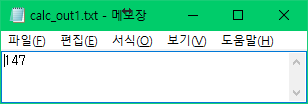 calc_out1.txt - 메모장
파일(F) 편집(E) 서식(O) 보기(V) 도움말(H)
147